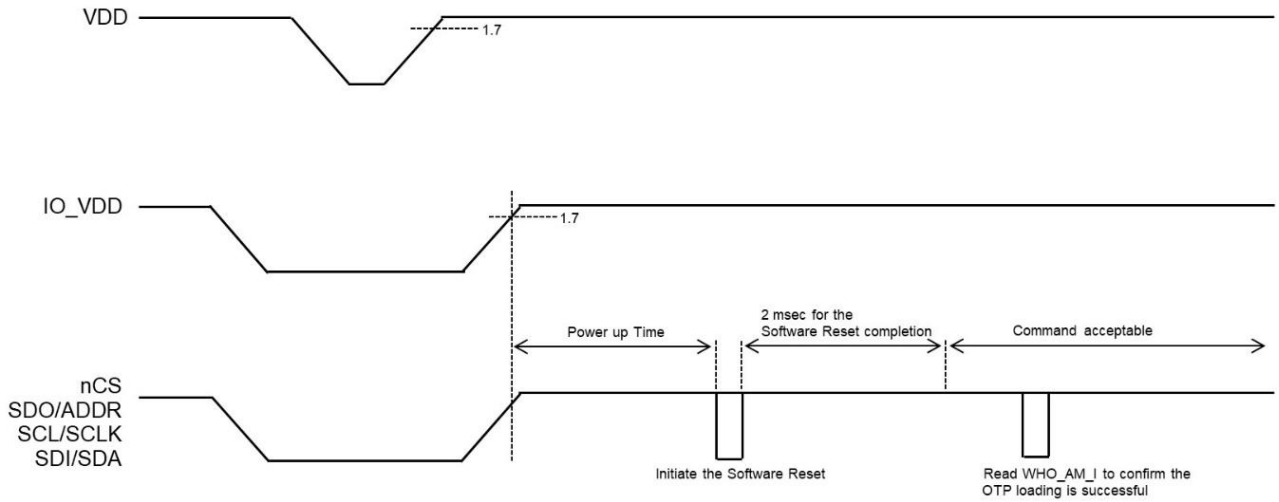 VDD
1.7
IO_VDD
1.7
2 msec for the
Software Reset completion
Power up Time
Command acceptable
nCS
SDO/ADDR
SCL/SCLK
SDI/SDA
Initiate the Software Reset
Read WHO_AM_I to confirm the
OTP loading is successful